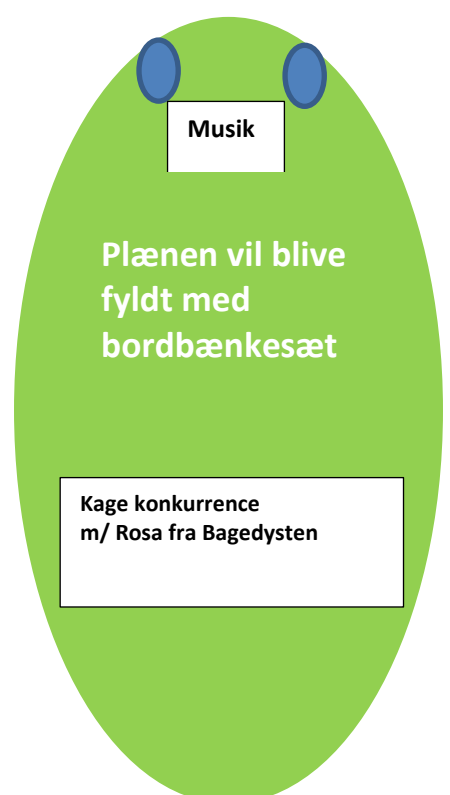 Musik
Plænen vil blive
fyldt med
bordbænkesæt
Kage konkurrence
m/ Rosa fra Bagedysten